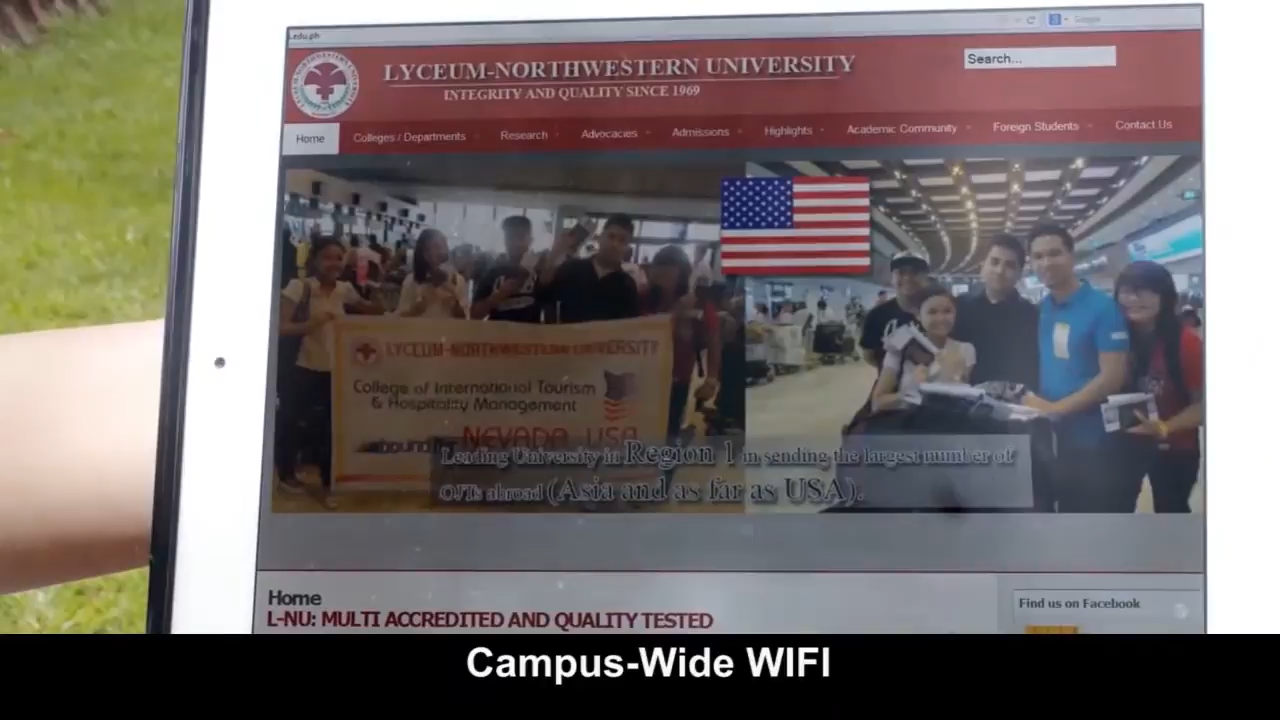 .edu.ph
Google
LYCEUM-NORTHWESTERN UNIVERSITY
INTEGRITY AND QUALITY SINCE 1969
Search...
Home Colleges / Departments Research Advocacies Admissions Highlights Academic Community Foreign Students Contact Us
LYCEUM-NORTHWESTERN UNIVERSITY
College of International Tourism
& Hospitality Management
NEVADA USA
Leading University in Region 1 in sending the largest number of
OJTs abroad (Asia and as far as USA).
Home
L-NU: MULTI ACCREDITED AND QUALITY TESTED
Find us on Facebook
Campus-Wide WIFI